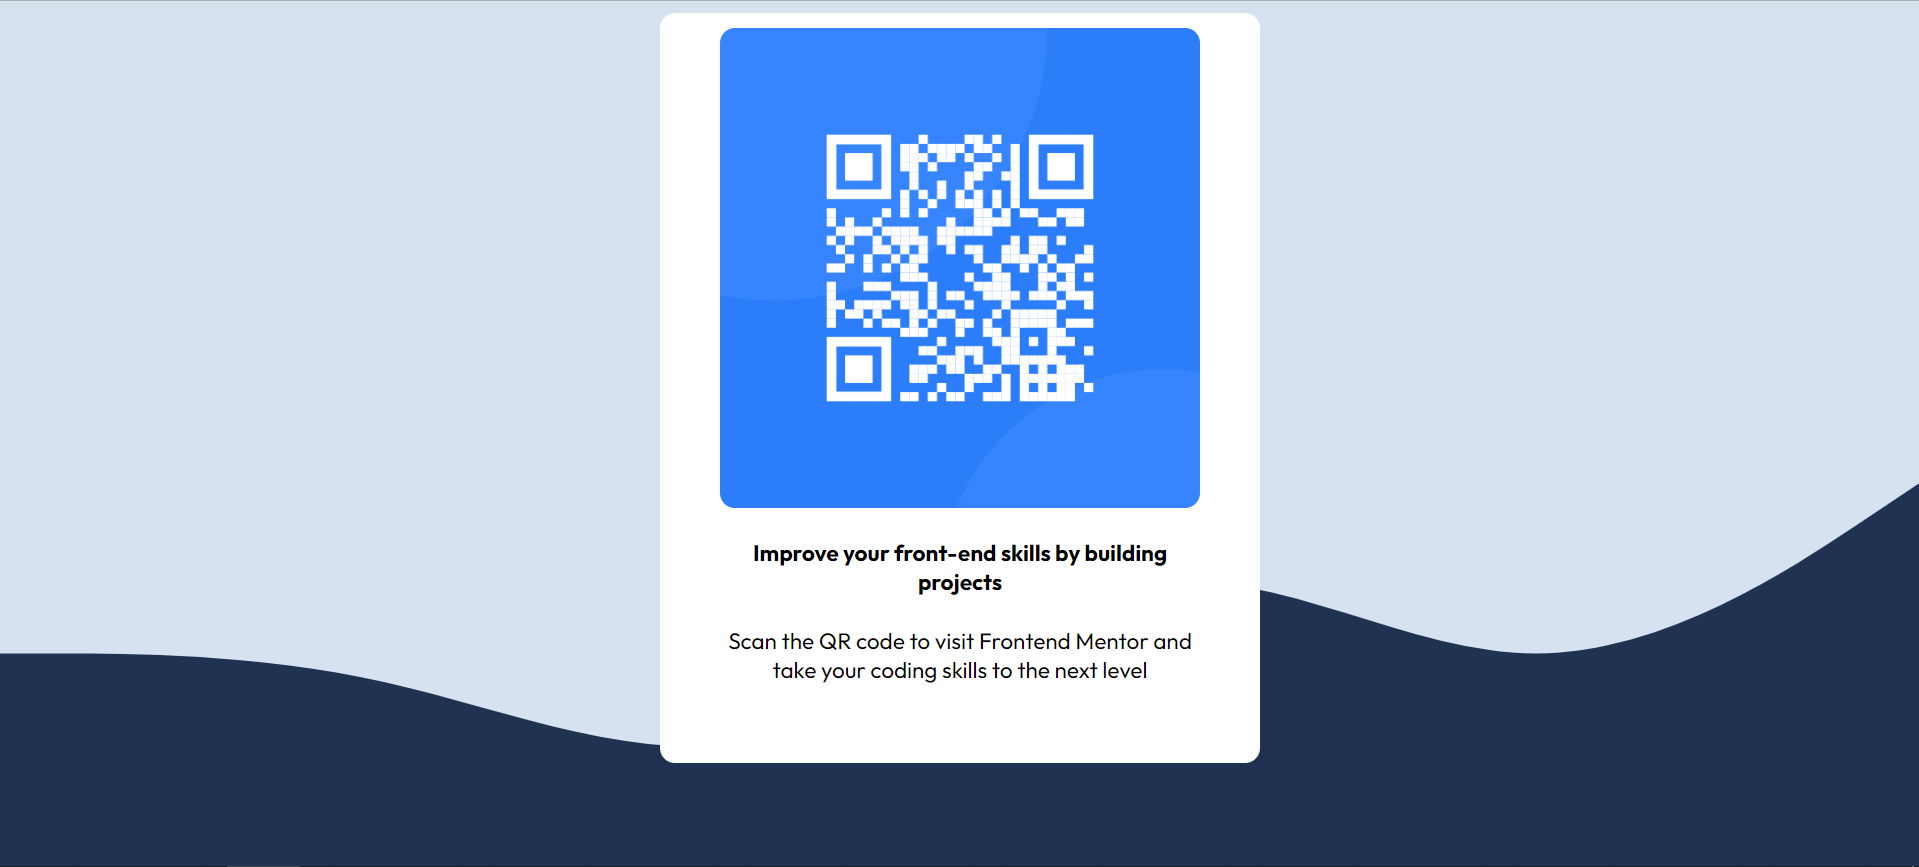 Improve your front-end skills by building
projects
Scan the QR code to visit Frontend Mentor and
take your coding skills to the next level